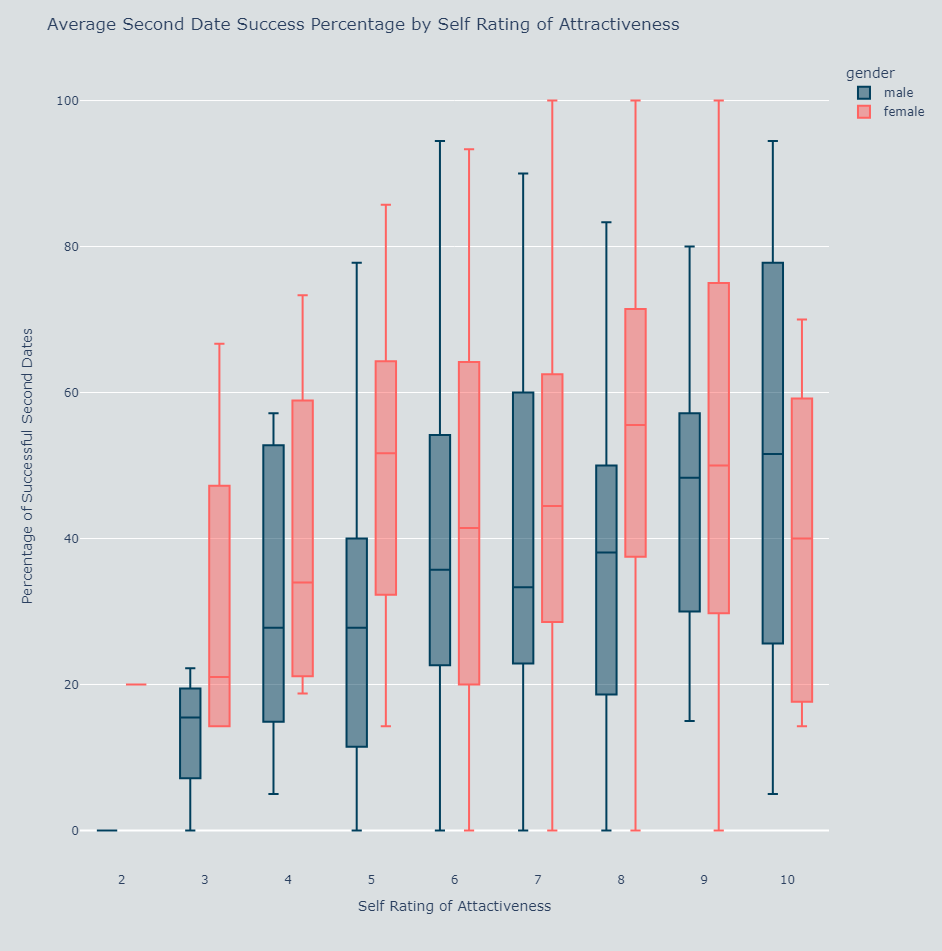 Average Second Date Success Percentage by Self Rating of Attractiveness
gender
male
female
100
80
60
40
20
0
Percentage of Successful Second Dates
2 3 4 5 6 7 8 9 10
Self Rating of Attactiveness